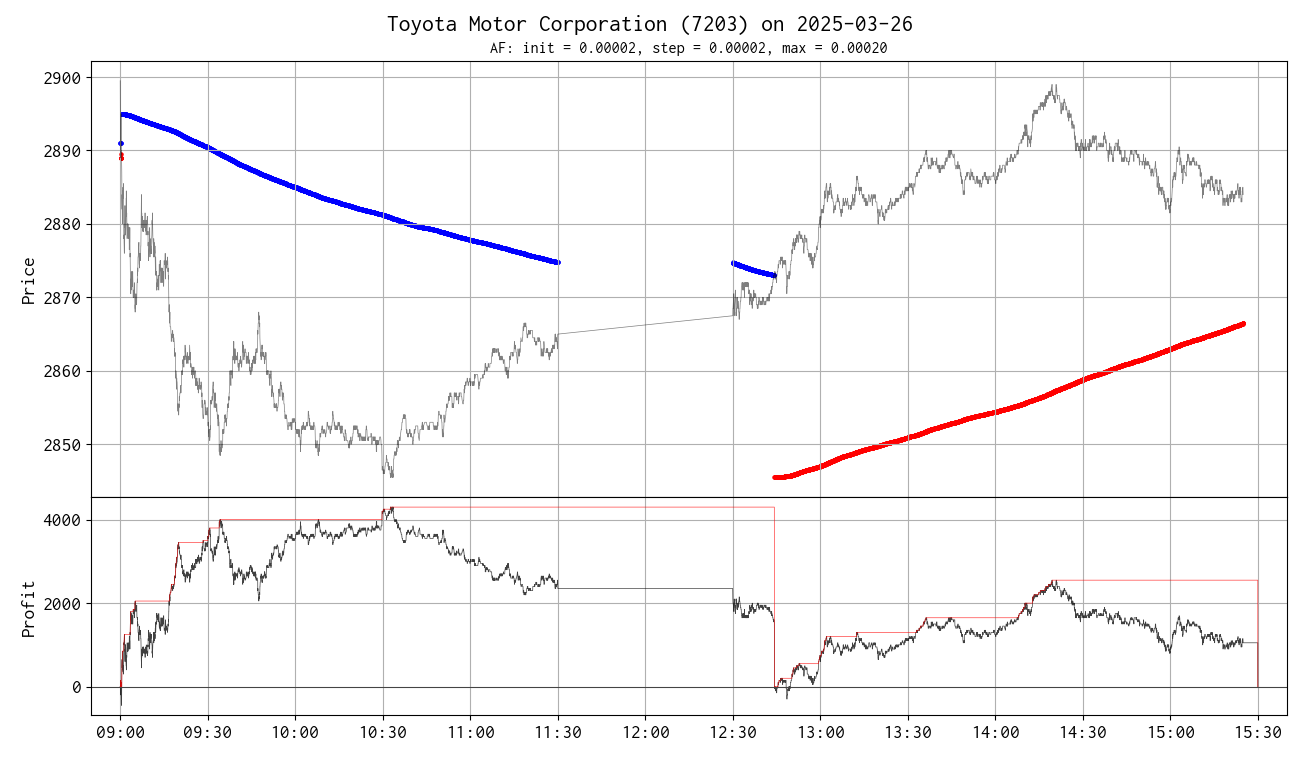 Toyota Motor Corporation (7203) on 2025-03-26
AF: init = 0.00002, step = 0.00002, max = 0.00020
Price
2900
2890
2880
2870
2860
2850
Profit
4000
2000
0
09:00 09:30 10:00 10:30 11:00 11:30 12:00 12:30 13:00 13:30 14:00 14:30 15:00 15:30